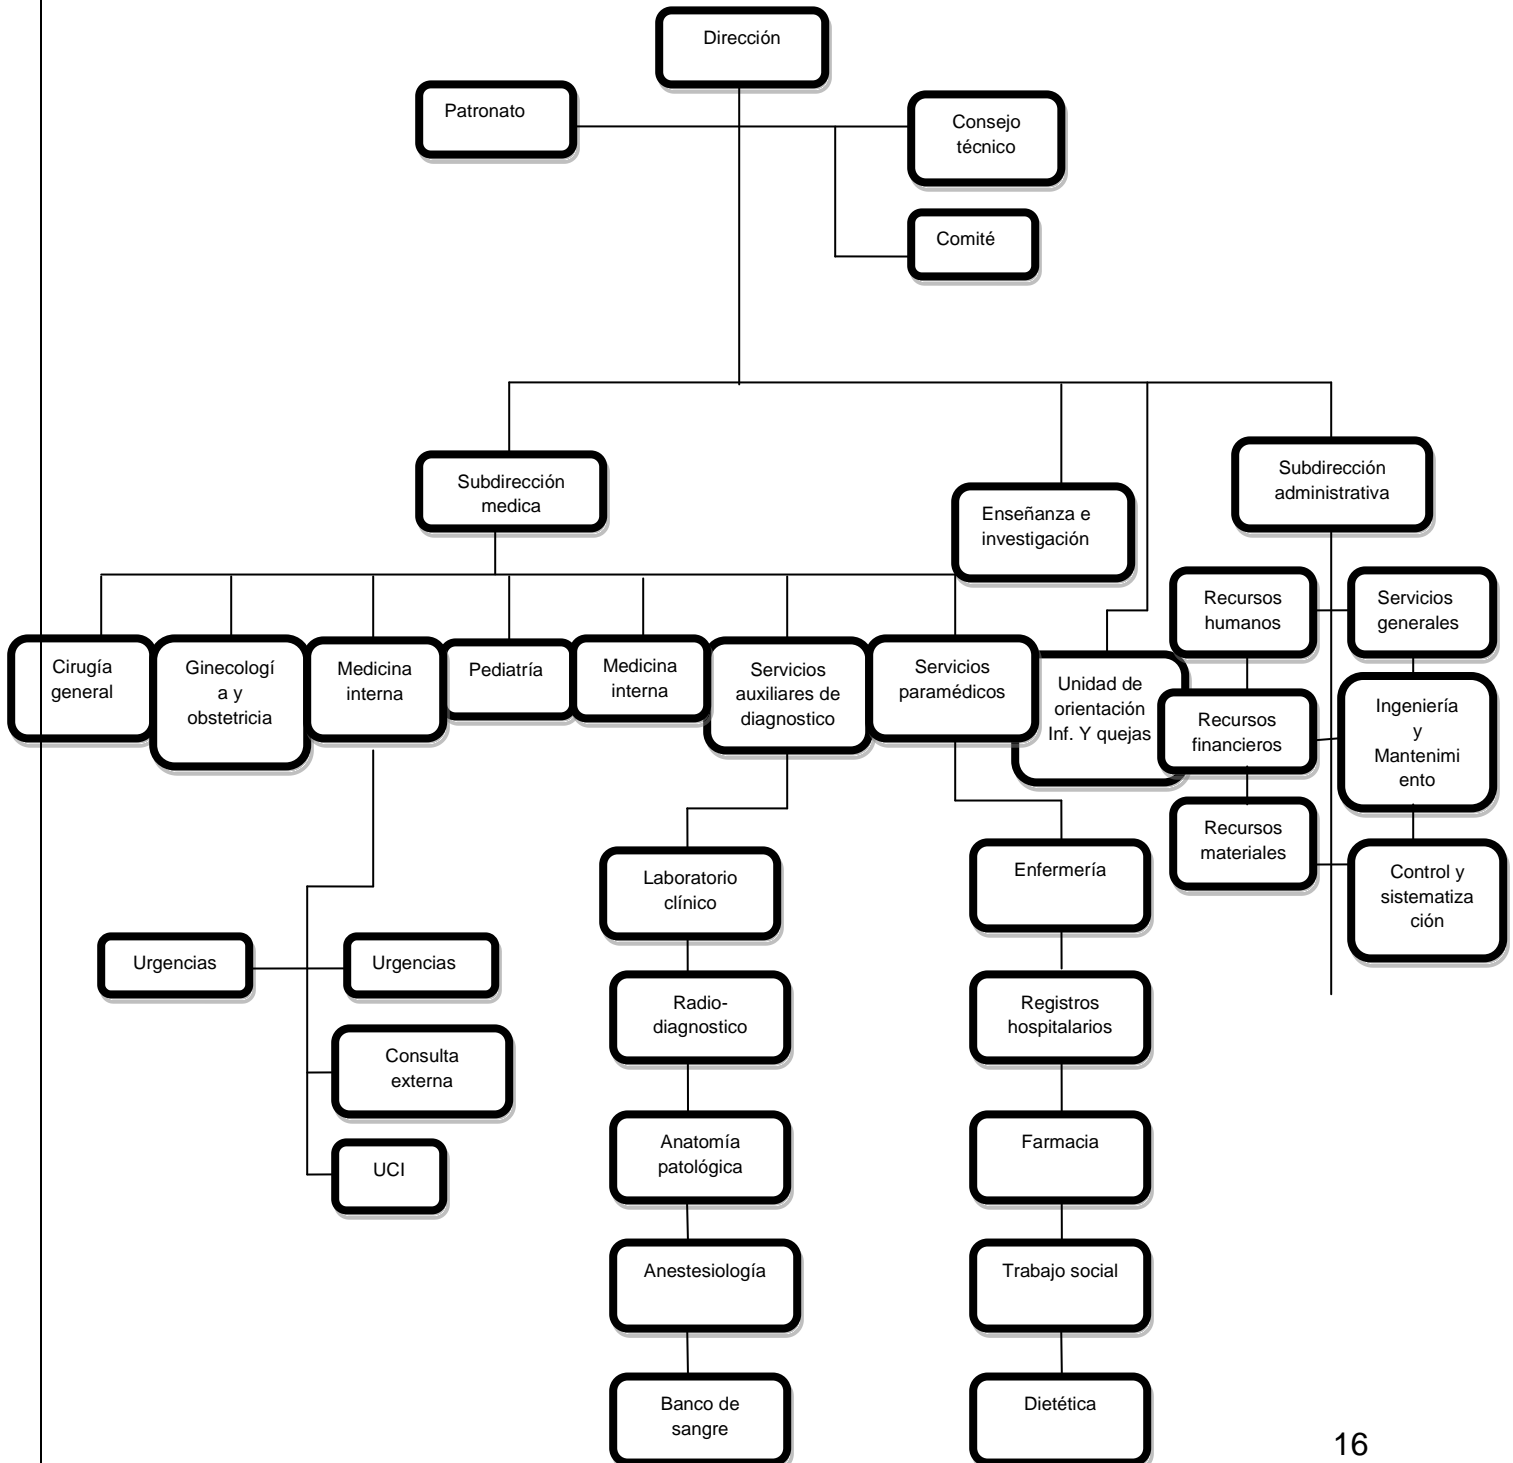 Dirección
Patronato
Consejo
técnico
Comité
Subdirección
medica
Enseñanza e
investigación
Subdirección
administrativa
Recursos
humanos
Servicios
generales
Cirugía
general
Ginecologí
a y
obstetricia
Medicina
interna
Pediatría
Medicina
interna
Servicios
auxiliares de
diagnostico
Servicios
paramédicos
Unidad de
orientación
Inf. Y quejas
Recursos
financieros
Ingeniería
y
Mantenimi
ento
Recursos
materiales
Control y
sistematiza
ción
Laboratorio
clínico
Enfermería
Urgencias
Urgencias
Radio-
diagnostico
Registros
hospitalarios
Consulta
externa
Anatomía
patológica
Farmacia
UCI
Anestesiología
Trabajo social
Banco de
sangre
Dietética
16